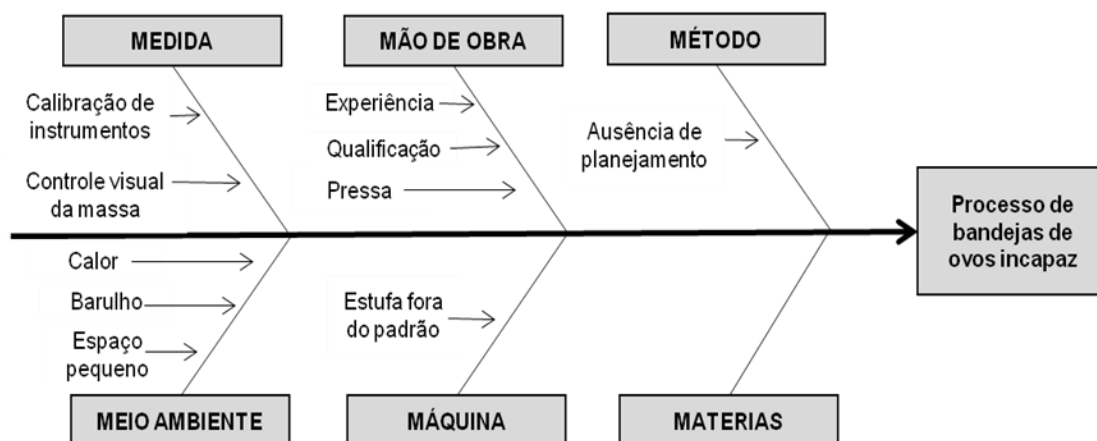 MEDIDA
MÃO DE OBRA
MÉTODO
Calibração de
instrumentos
Controle visual
da massa
Experiência
Qualificação
Pressa
Ausência de
planejamento
Processo de
bandejas de
ovos incapaz
Calor
Barulho
Espaço
pequeno
Estufa fora
do padrão
MEIO AMBIENTE
MÁQUINA
MATERIAS